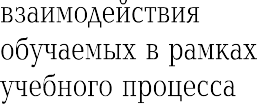 взаимодействия
обучаемых в рамках
учебного процесса